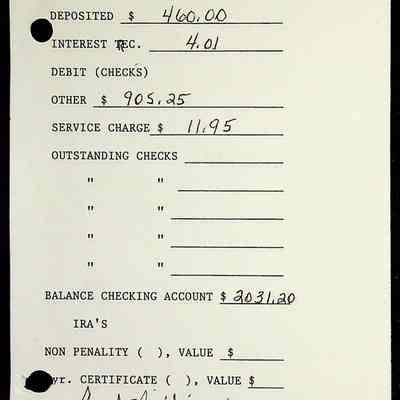 DEPOSITED $ 460.00
INTEREST REC. 4.01
DEBIT (CHECKS)
OTHER $ 905.25
SERVICE CHARGE $ 11.95
OUTSTANDING CHECKS
" "
" "
" "
" "
BALANCE CHECKING ACCOUNT $ 2031.20
IRA'S
NON PENALITY ( ), VALUE $
yr. CERTIFICATE ( ), VALUE $